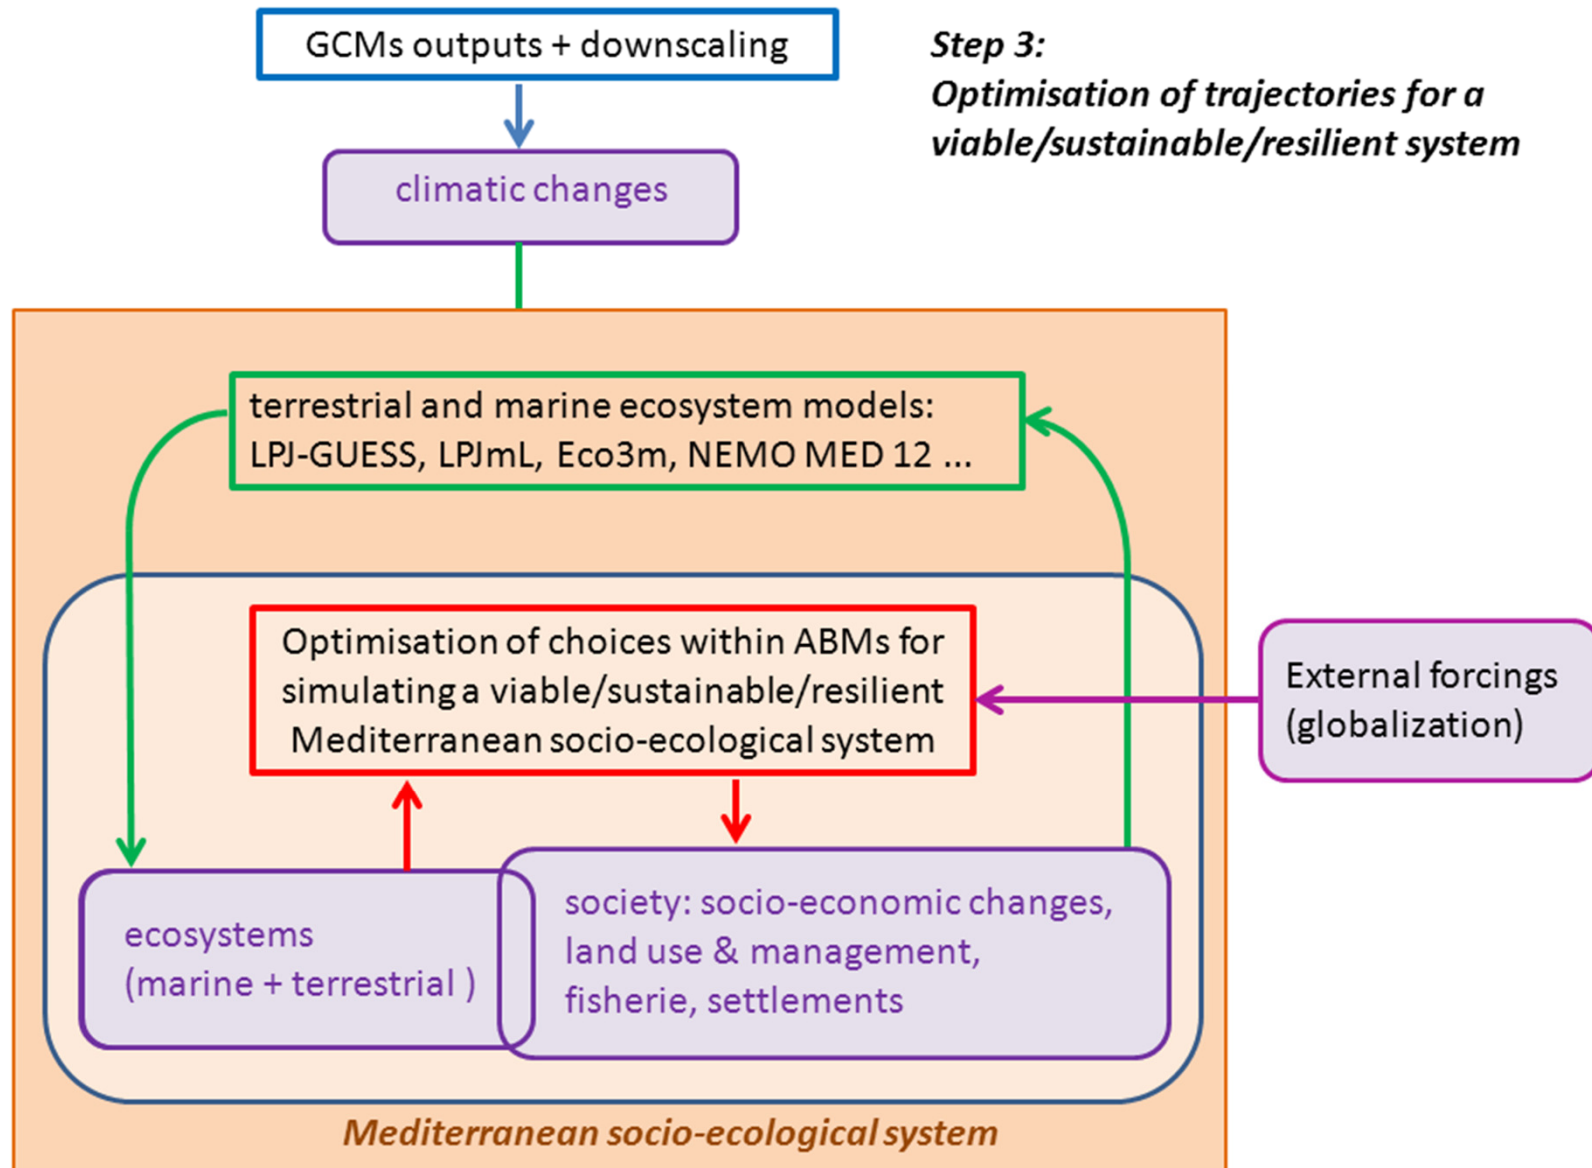 GCMs outputs + downscaling
Step 3:
Optimisation of trajectories for a
viable/sustainable/resilient system
climatic changes
terrestrial and marine ecosystem models:
LPJ-GUESS, LPJmL, Eco3m, NEMO MED 12 ...
Optimisation of choices within ABMs for
simulating a viable/sustainable/resilient
Mediterranean socio-ecological system
External forcings
(globalization)
ecosystems
(marine + terrestrial )
society: socio-economic changes,
land use & management,
fisherie, settlements
Mediterranean socio-ecological system